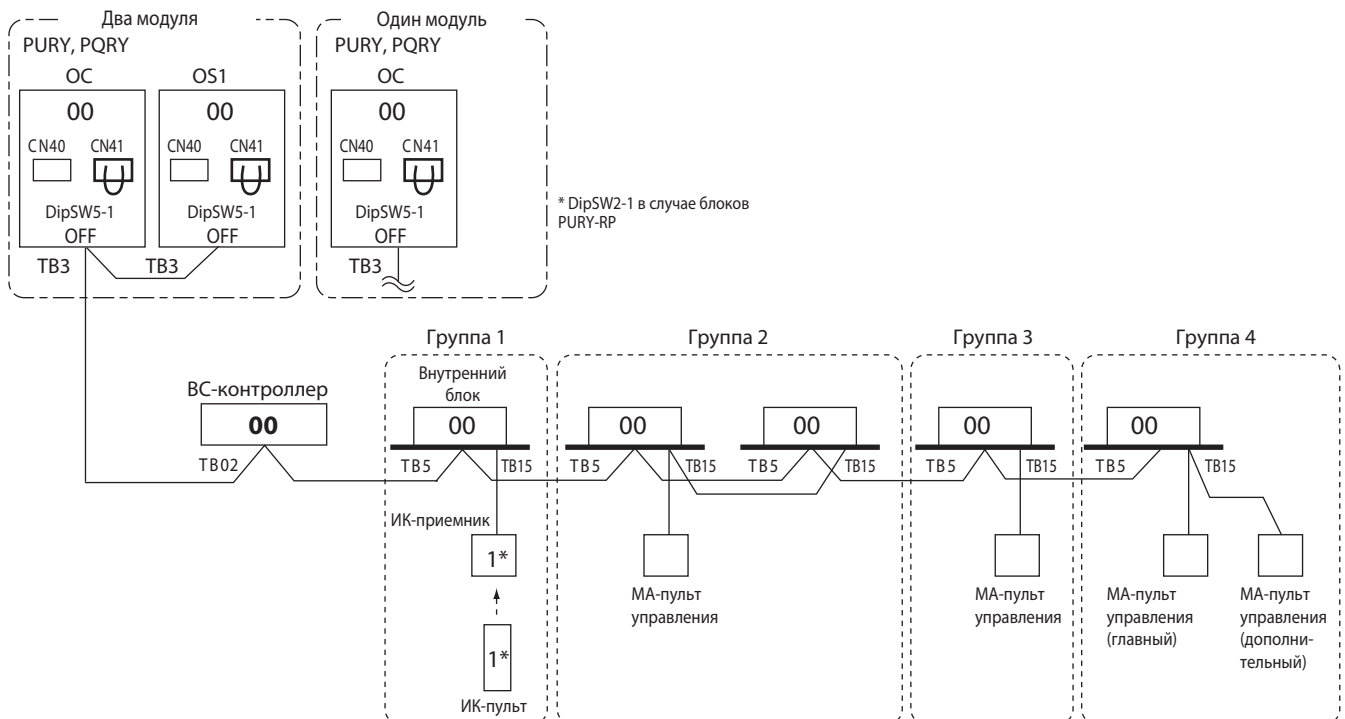 Два модуля
PURY, PQRY
OC
OS1
00
00
CN40
CN41
CN40
CN41
DipSW5-1
OFF
DipSW5-1
OFF
TB3
TB3
Один модуль
PURY, PQRY
OC
00
CN40
CN41
DipSW5-1
OFF
TB3
* DipSW2-1 в случае блоков
PURY-RP
BC-контроллер
00
TB02
Группа 1
Внутренний
блок
00
TB5
TB15
ИК-приемник
1*
1*
ИК-пульт
Группа 2
00
00
TB5
TB15
TB5
TB15
МА-пульт
управления
Группа 3
00
TB5
TB15
МА-пульт
управления
Группа 4
00
TB5
TB15
МА-пульт
управления
(главный)
МА-пульт
управления
(дополни-
тельный)